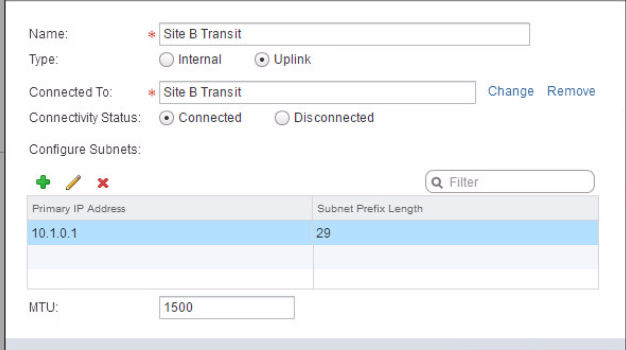 Name: * Site B Transit
Type: Internal Uplink
Connected To: * Site B Transit Change Remove
Connectivity Status: Connected Disconnected
Configure Subnets:
Filter
Primary IP Address Subnet Prefix Length
10.1.0.1 29
MTU: 1500